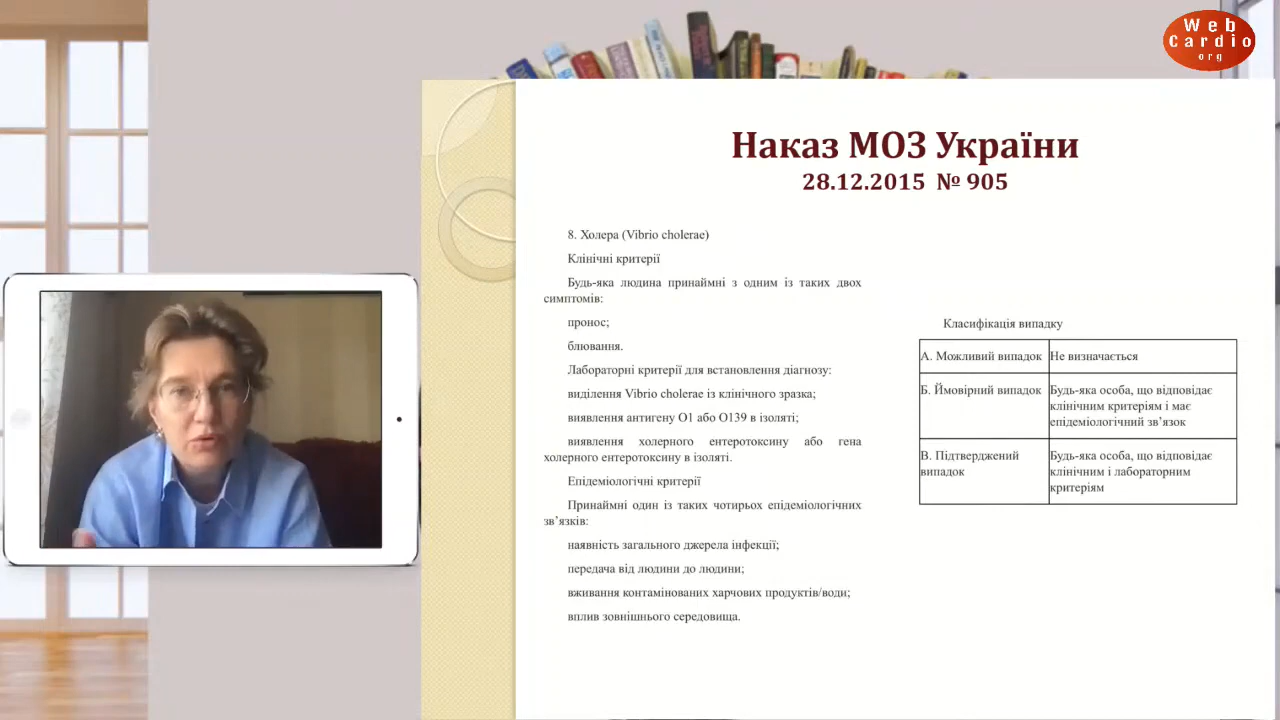 Web
Cardio
org
Наказ МОЗ України
28.12.2015 № 905
8. Холера (Vibrio cholerae)
Клінічні критерії
Будь-яка людина принаймні з одним із таких двох
симптомів:
пронос;
блювання.
Лабораторні критерії для встановлення діагнозу:
виділення Vibrio cholerae із клінічного зразка;
виявлення антигену O1 або O139 в ізоляті;
виявлення холерного ентеротоксину або гена
холерного ентеротоксину в ізоляті.
Епідеміологічні критерії
Принаймні один із таких чотирьох епідеміологічних
зв’язків:
наявність загального джерела інфекції;
передача від людини до людини;
вживання контамінованих харчових продуктів/води;
вплив зовнішнього середовища.
Класифікація випадку
А. Можливий випадок
Не визначається
Б. Ймовірний випадок
Будь-яка особа, що відповідає
клінічним критеріям і має
епідеміологічний зв’язок
В. Підтверджений
випадок
Будь-яка особа, що відповідає
клінічним і лабораторним
критеріям